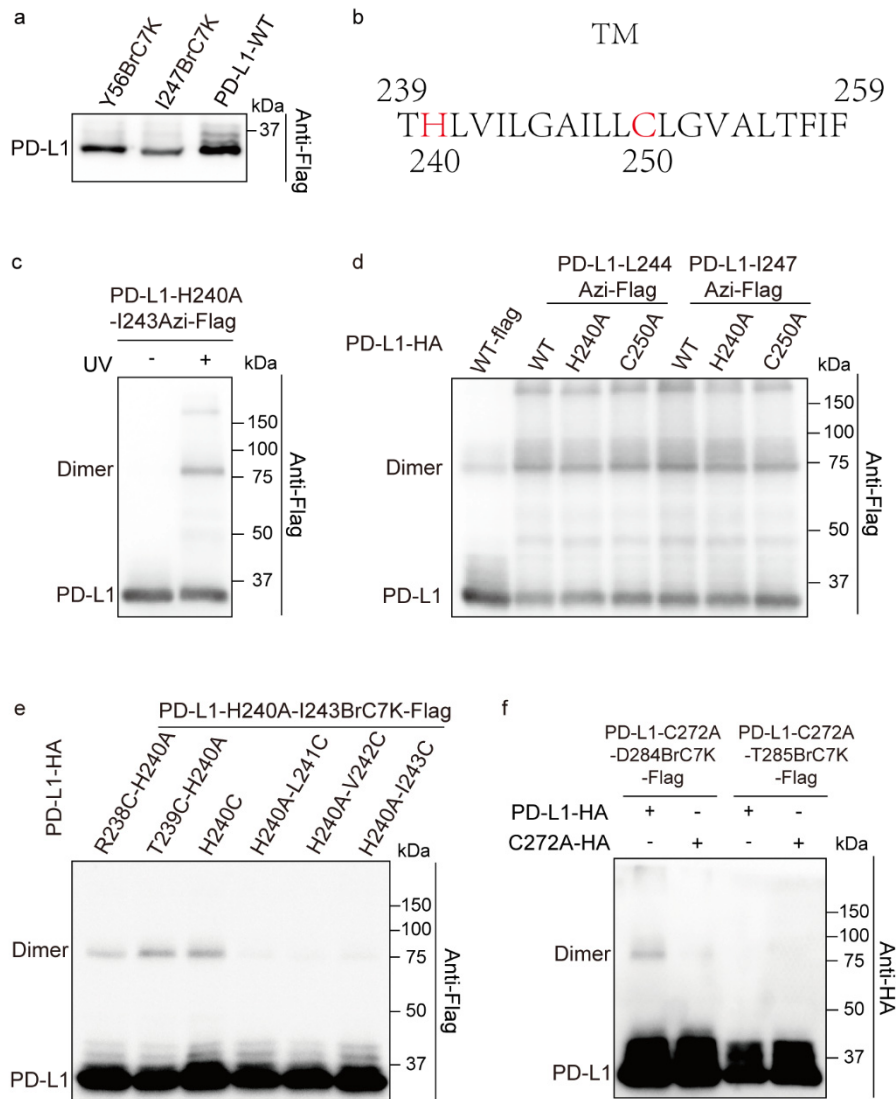 a
Y56BrC7K
I247BrC7K
PD-L1-WT
kDa
37
PD-L1
Anti-Flag
b
TM
239
259
THLVILGAILLCLGVALTFIF
240
250
c
PD-L1-H240A
-I243Azi-Flag
UV - + kDa
150
100
Dimer
75
50
37
PD-L1
Anti-Flag
d
PD-L1-L244
Azi-Flag
PD-L1-I247
Azi-Flag
PD-L1-HA
WT-flag
WT
H240A
C250A
WT
H240A
C250A
kDa
150
100
Dimer
75
50
37
PD-L1
Anti-Flag
e
PD-L1-H240A-I243BrC7K-Flag
PD-L1-HA
R238C-H240A
T239C-H240A
H240C
H240A-L241C
H240A-V242C
H240A-I243C
kDa
150
100
Dimer
75
50
37
PD-L1
Anti-Flag
f
PD-L1-C272A
-D284BrC7K
-Flag
PD-L1-C272A
-T285BrC7K
-Flag
PD-L1-HA + - + -
C272A-HA - + - + kDa
150
100
Dimer
75
50
37
PD-L1
Anti-HA